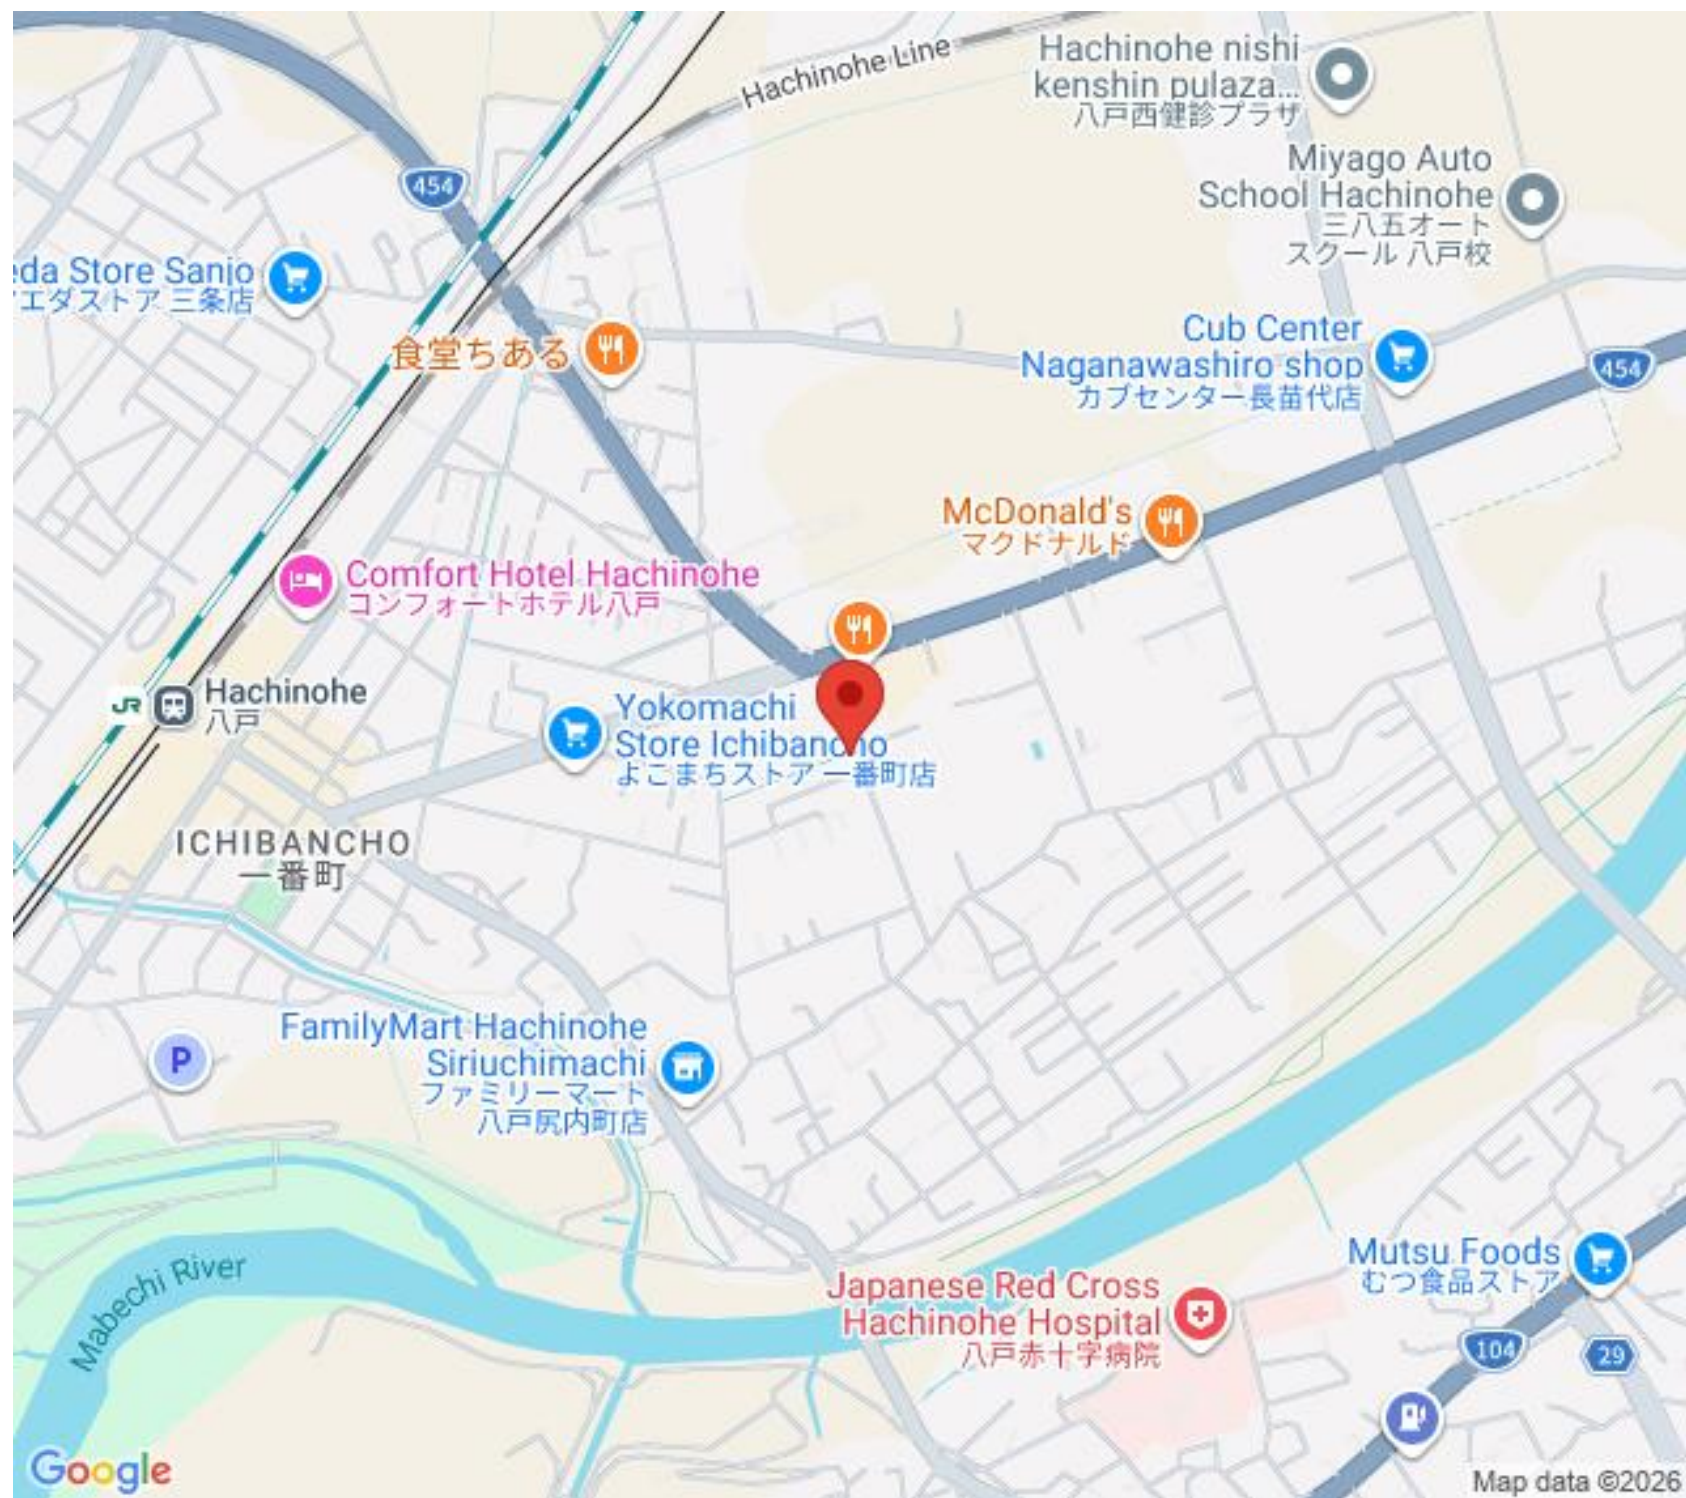 Hachinohe Line
Hachinohe nishi
kenshin pulaza...
八戸西健診プラザ
Miyago Auto
School Hachinohe
三八五オート
スクール 八戸校
454
eda Store Sanjo
エダストア 三条店
食堂ちある
Cub Center
Naganawashiro shop
カブセンター長苗代店
454
McDonald's
マクドナルド
Comfort Hotel Hachinohe
コンフォートホテル八戸
JR
Hachinohe
八戸
Yokomachi
Store Ichibancho
よこまちストア 一番町店
ICHIBANCHO
一番町
FamilyMart Hachinohe
Siriuchimachi
ファミリーマート
八戸尻内町店
P
Mabechi River
Japanese Red Cross
Hachinohe Hospital
八戸赤十字病院
Mutsu Foods
むつ食品ストア
104
29
Google
Map data ©2026